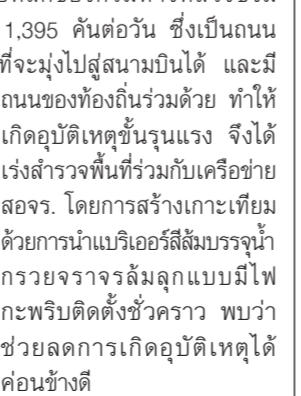 1,395 คันต่อวัน ซึ่งเป็นถนน
ที่จะมุ่งไปสู่สนามบินได้ และมี
ถนนของท้องถิ่นร่วมด้วย ทำให้
เกิดอุบัติเหตุขั้นรุนแรง จึงได้
เร่งสำรวจพื้นที่ร่วมกับเครือข่าย
สอจร. โดยการสร้างเกาะเทียม
ด้วยการนำแบริเออร์สีส้มบรรจุน้ำ
กรวยจราจรล้มลุกแบบมีไฟ
กะพริบติดตั้งชั่วคราว พบว่า
ช่วยลดการเกิดอุบัติเหตุได้
ค่อนข้างดี